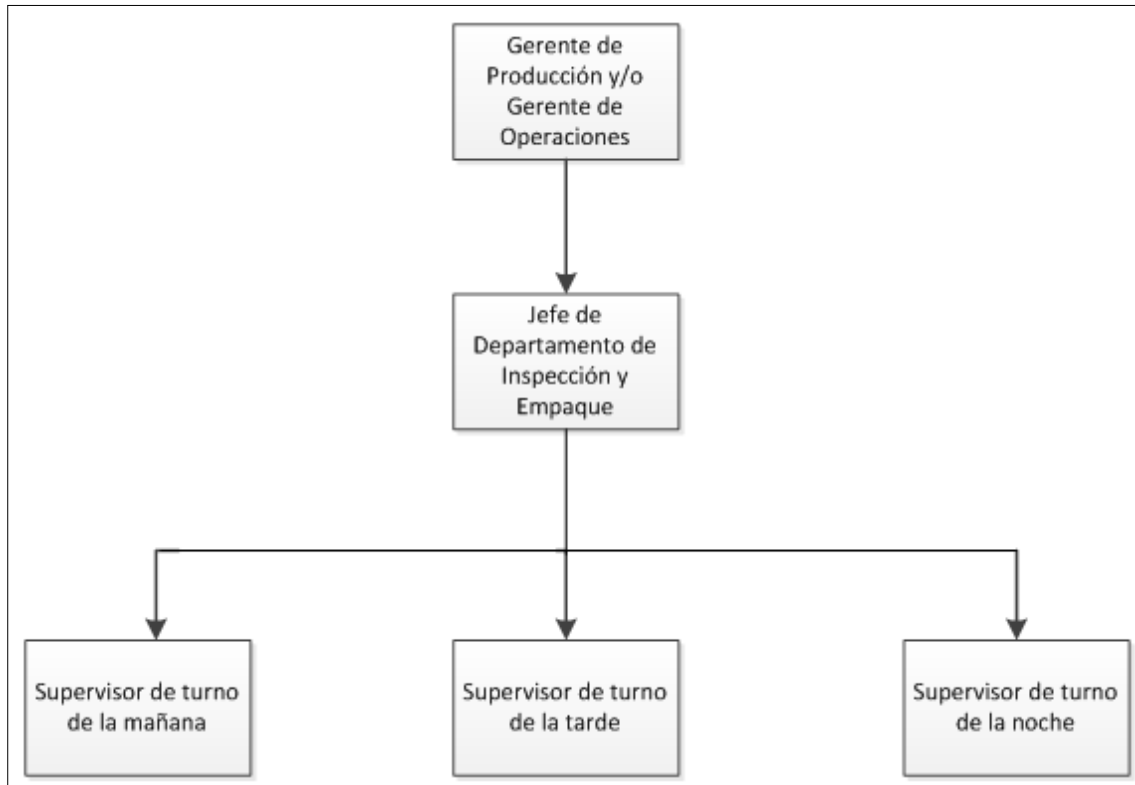 Gerente de
Producción y/o
Gerente de
Operaciones
Jefe de
Departamento de
Inspección y
Empaque
Supervisor de turno
de la mañana
Supervisor de turno
de la tarde
Supervisor de turno
de la noche